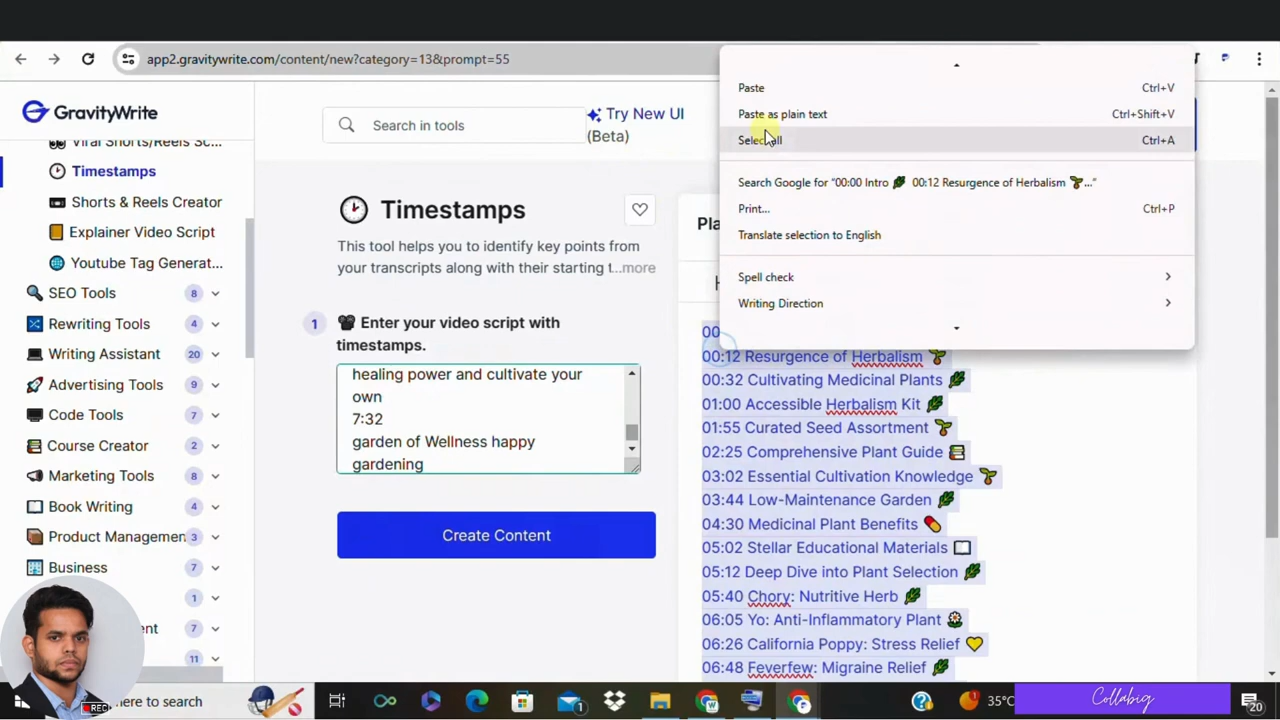 app2.gravitywrite.com/content/new?category=13&prompt=55
GravityWrite
Search in tools
Try New UI
(Beta)
Viral Shorts/Reels Sc...
Timestamps
Shorts & Reels Creator
Explainer Video Script
Youtube Tag Generat...
SEO Tools 8
Rewriting Tools 4
Writing Assistant 20
Advertising Tools 9
Code Tools 7
Course Creator 2
Marketing Tools 8
Book Writing 4
Product Managemen 3
Business 7
1
7
11
Timestamps
This tool helps you to identify key points from
your transcripts along with their starting t...more
1 Enter your video script with
timestamps.
healing power and cultivate your
own
7:32
garden of Wellness happy
gardening
Create Content
Paste Ctrl+V
Paste as plain text Ctrl+Shift+V
Select all Ctrl+A
Search Google for “00:00 Intro 🌿 00:12 Resurgence of Herbalism 🌱...”
Print... Ctrl+P
Translate selection to English
Spell check
Writing Direction
00:12 Resurgence of Herbalism 🌱
00:32 Cultivating Medicinal Plants 🌿
01:00 Accessible Herbalism Kit 🌿
01:55 Curated Seed Assortment 🌱
02:25 Comprehensive Plant Guide 📚
03:02 Essential Cultivation Knowledge 🌱
03:44 Low-Maintenance Garden 🌿
04:30 Medicinal Plant Benefits 💊
05:02 Stellar Educational Materials 📖
05:12 Deep Dive into Plant Selection 🌿
05:40 Chory: Nutritive Herb 🌿
06:05 Yo: Anti-Inflammatory Plant 🌼
06:26 California Poppy: Stress Relief 💛
06:48 Feverfew: Migraine Relief 🌿
REC
here to search
1
35°C
Collabig
20